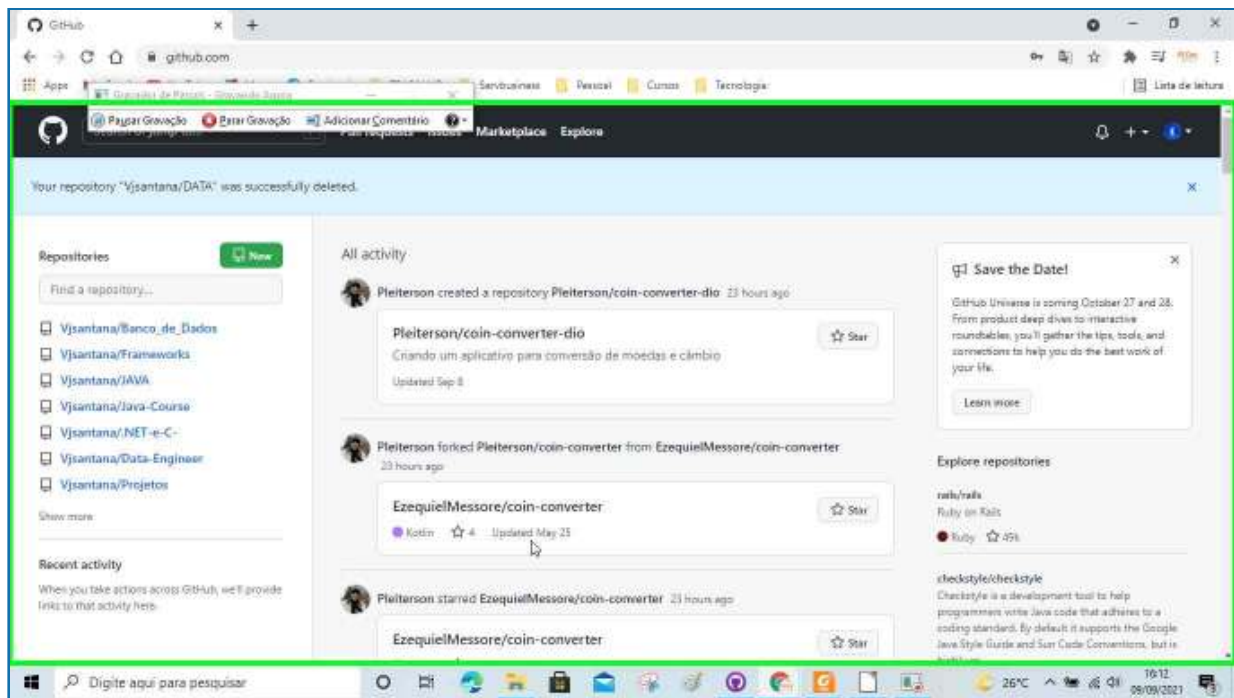 GitHub
github.com
Apps
Servbusiness
Pessoal
Cursos
Tecnologia
Lista de leitura
Gravador de Passos - Gravando Agora
Pausar Gravação
Parar Gravação
Adicionar Comentário
Pull requests
Issues
Marketplace
Explore
Your repository "Vjsantana/DATA" was successfully deleted.
Repositories
New
Find a repository...
Vjsantana/Banco_de_Dados
Vjsantana/Frameworks
Vjsantana/JAVA
Vjsantana/Java-Course
Vjsantana/.NET-e-C-
Vjsantana/Data-Engineer
Vjsantana/Projetos
Show more
Recent activity
When you take actions across GitHub, we'll provide
links to that activity here.
All activity
Pleiterson created a repository Pleiterson/coin-converter-dio 23 hours ago
Pleiterson/coin-converter-dio
Star
Criando um aplicativo para conversão de moedas e câmbio
Updated Sep 8
Pleiterson forked Pleiterson/coin-converter from EzequielMessore/coin-converter
23 hours ago
EzequielMessore/coin-converter
Star
Kotlin 4 Updated May 25
Pleiterson starred EzequielMessore/coin-converter 23 hours ago
EzequielMessore/coin-converter
Star
Save the Date!
GitHub Universe is coming October 27 and 28.
From product deep dives to interactive
roundtables, you'll gather the tips, tools, and
connections to help you do the best work of
your life.
Learn more
Explore repositories
rails/rails
Ruby on Rails
Ruby 49k
checkstyle/checkstyle
Checkstyle is a development tool to help
programmers write Java code that adheres to a
coding standard. By default it supports the Google
Java Style Guide and Sun Code Conventions, but is
Digite aqui para pesquisar
26°C
16:12
09/09/2021